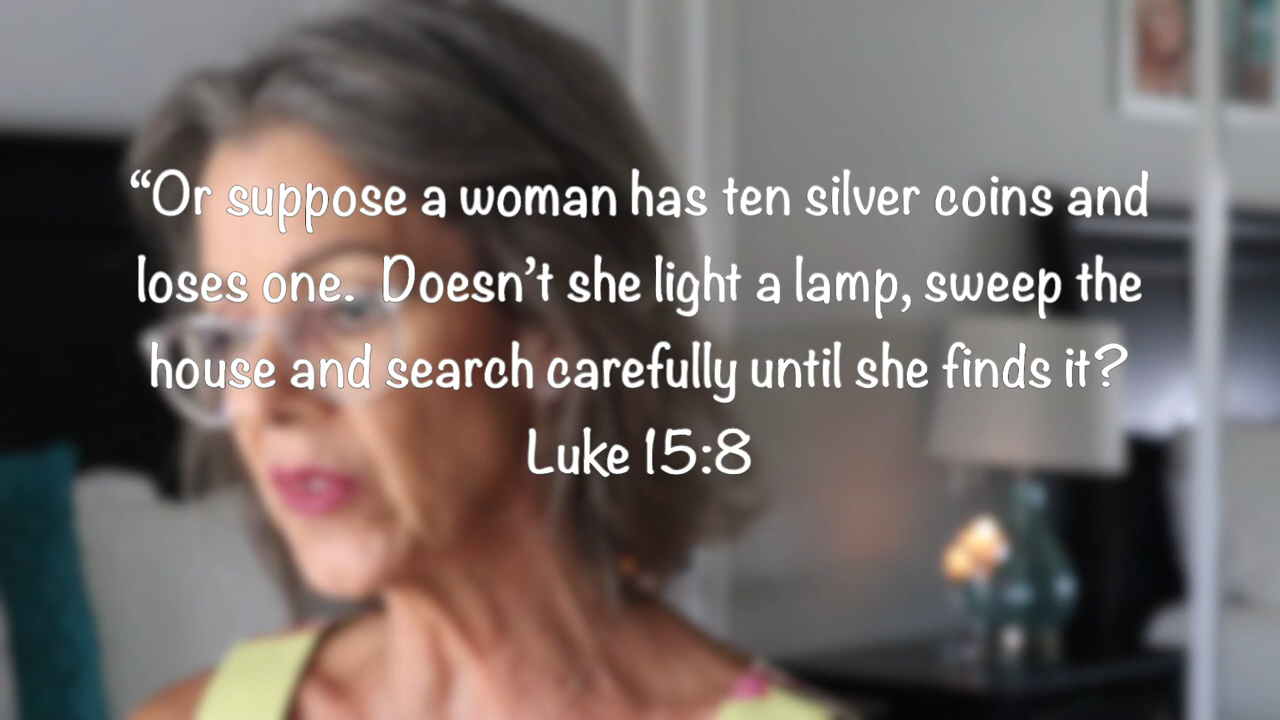 “Or suppose a woman has ten silver coins and
loses one.  Doesn’t she light a lamp, sweep the
house and search carefully until she finds it?
Luke 15:8